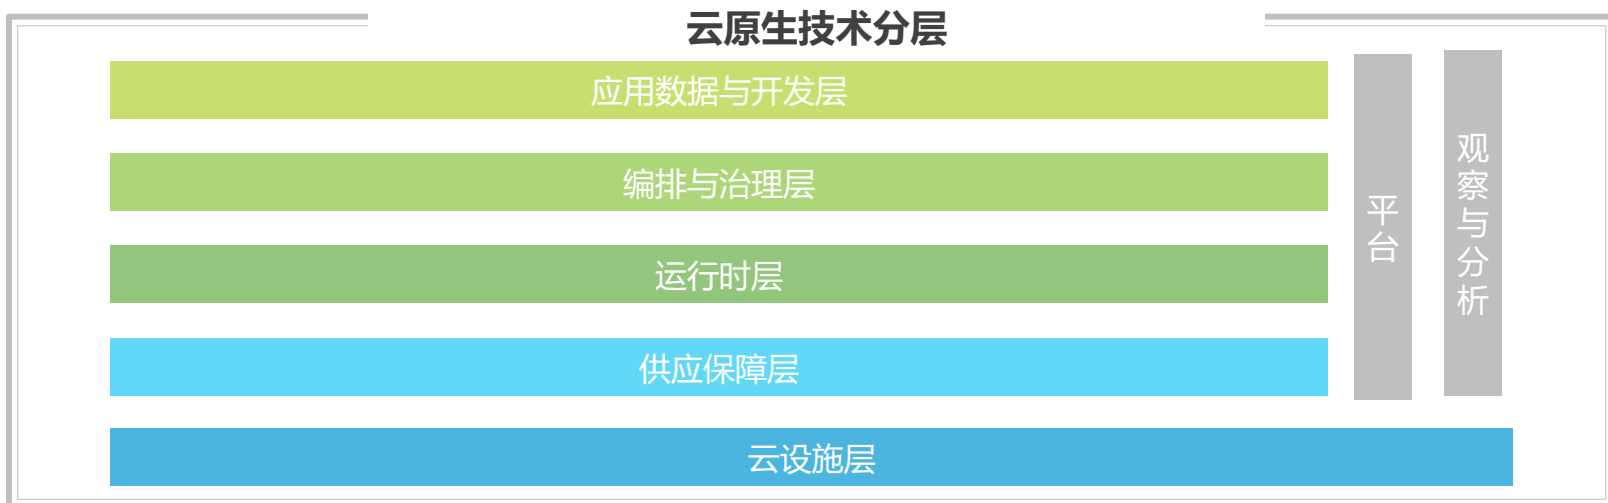 云原生技术分层
应用数据与开发层
编排与治理层
运行时层
供应保障层
云设施层
平台
观察与分析